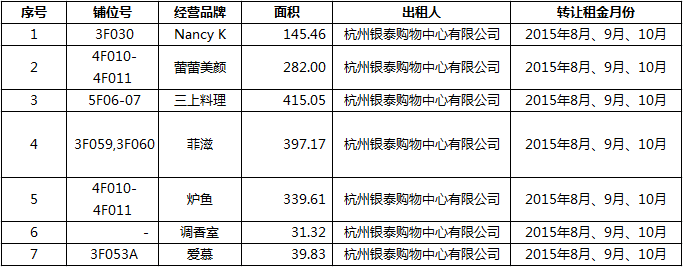 序号 铺位号 经营品牌 面积 出租人 转让租金月份
1 3F030 Nancy K 145.46 杭州银泰购物中心有限公司 2015年8月、9月、10月
2 4F010-4F011 蕾蕾美颜 282.00 杭州银泰购物中心有限公司 2015年8月、9月、10月
3 5F06-07 三上料理 415.05 杭州银泰购物中心有限公司 2015年8月、9月、10月
4 3F059,3F060 菲滋 397.17 杭州银泰购物中心有限公司 2015年8月、9月、10月
5 4F010-4F011 炉鱼 339.61 杭州银泰购物中心有限公司 2015年8月、9月、10月
6 - 调香室 31.32 杭州银泰购物中心有限公司 2015年8月、9月、10月
7 3F053A 爱慕 39.83 杭州银泰购物中心有限公司 2015年8月、9月、10月